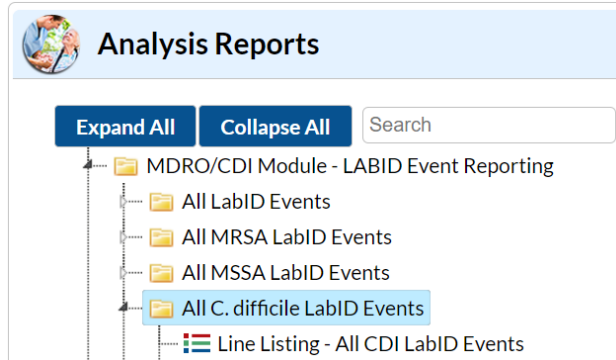 Analysis Reports
Expand All Collapse All Search
MDRO/CDI Module - LABID Event Reporting
All LabID Events
All MRSA LabID Events
All MSSA LabID Events
All C. difficile LabID Events
Line Listing - All CDI LabID Events